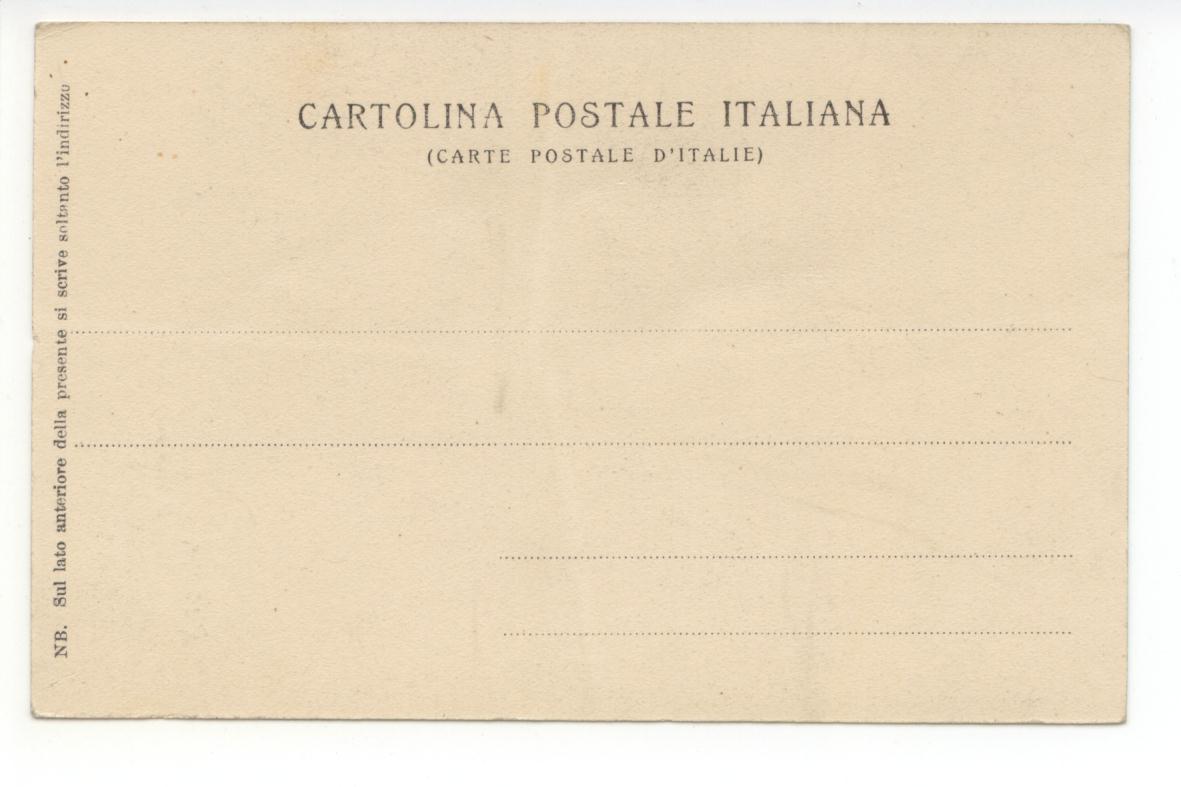 CARTOLINA POSTALE ITALIANA
(CARTE POSTALE D'ITALIE)
NB. Sul lato anteriore della presente si scrive soltanto l'indirizzo